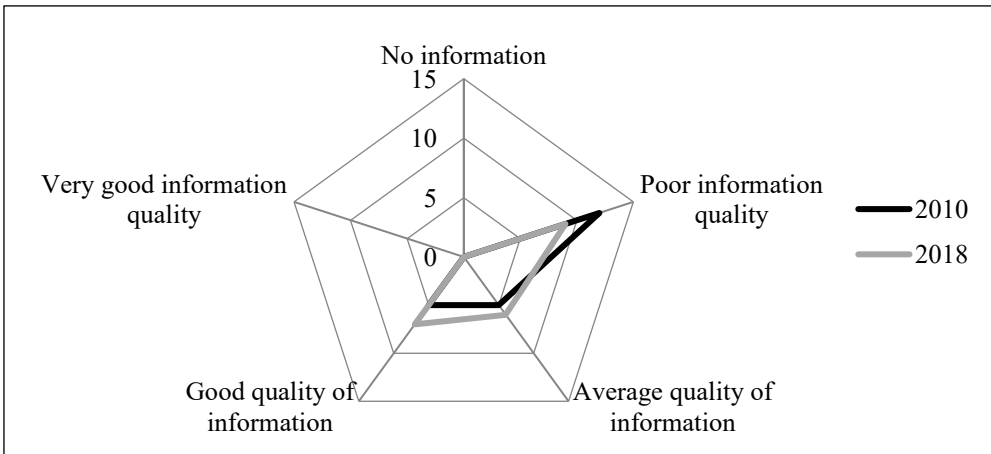 No information
15
10
5
0
Very good information
quality
Poor information
quality
2010
2018
Good quality of
information
Average quality of
information